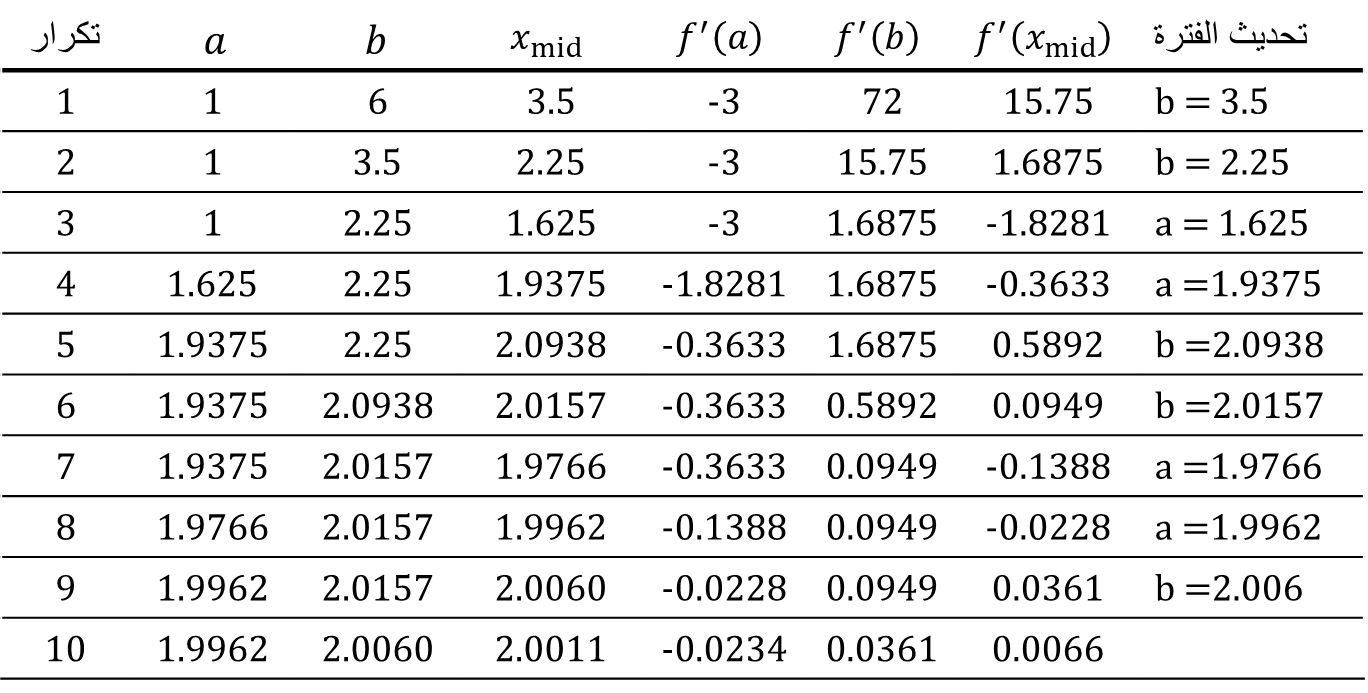 تكرار a b x_mid f′(a) f′(b) f′(x_mid) تحديث الفترة
1 1 6 3.5 -3 72 15.75 b = 3.5
2 1 3.5 2.25 -3 15.75 1.6875 b = 2.25
3 1 2.25 1.625 -3 1.6875 -1.8281 a = 1.625
4 1.625 2.25 1.9375 -1.8281 1.6875 -0.3633 a =1.9375
5 1.9375 2.25 2.0938 -0.3633 1.6875 0.5892 b =2.0938
6 1.9375 2.0938 2.0157 -0.3633 0.5892 0.0949 b =2.0157
7 1.9375 2.0157 1.9766 -0.3633 0.0949 -0.1388 a =1.9766
8 1.9766 2.0157 1.9962 -0.1388 0.0949 -0.0228 a =1.9962
9 1.9962 2.0157 2.0060 -0.0228 0.0949 0.0361 b =2.006
10 1.9962 2.0060 2.0011 -0.0234 0.0361 0.0066